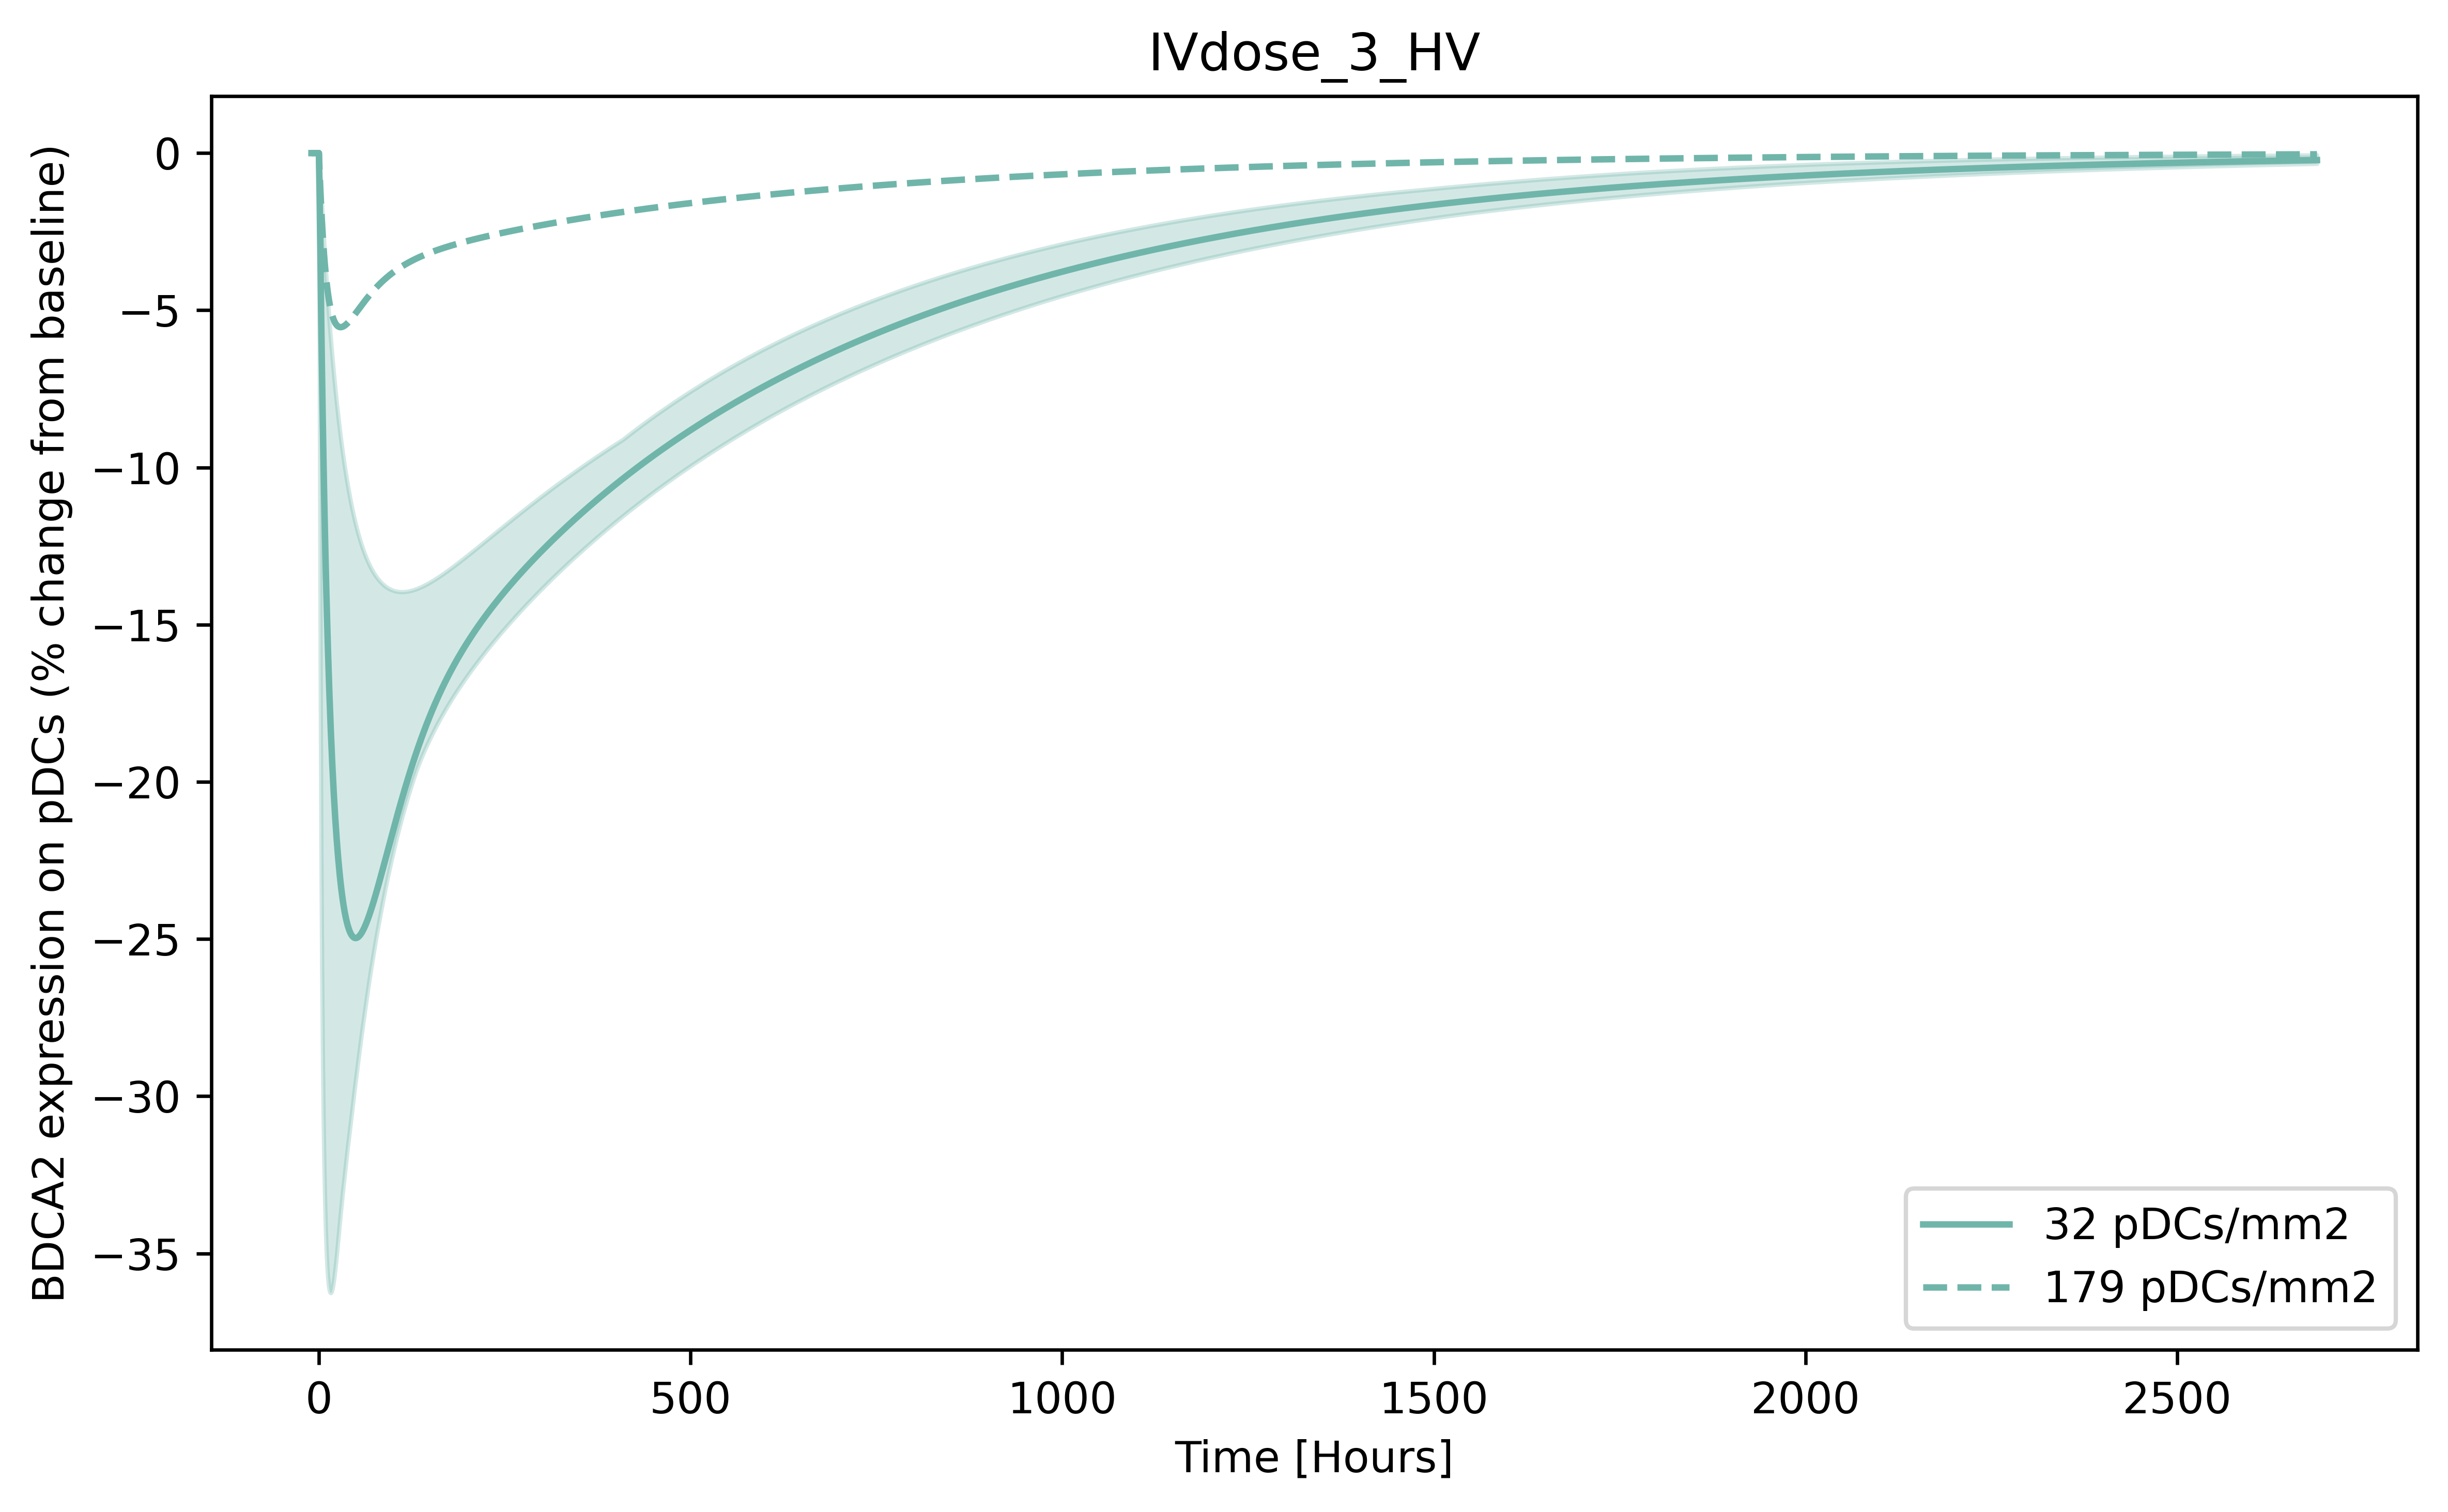 IVdose_3_HV
BDCA2 expression on pDCs (% change from baseline)
0
−5
−10
−15
−20
−25
−30
−35
32 pDCs/mm2
179 pDCs/mm2
0 500 1000 1500 2000 2500
Time [Hours]